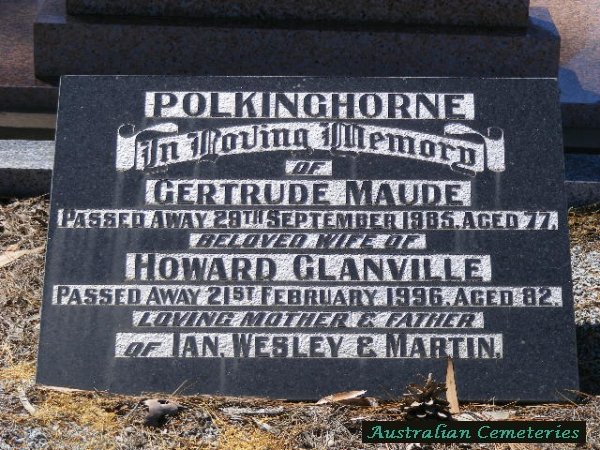 POLKINGHORNE
In Loving Memory
OF
GERTRUDE MAUDE
PASSED AWAY 29TH SEPTEMBER 1985. AGED 77.
BELOVED WIFE OF
HOWARD GLANVILLE
PASSED AWAY 21ST FEBRUARY 1996. AGED 82.
LOVING MOTHER & FATHER
OF IAN, WESLEY & MARTIN.
Australian Cemeteries